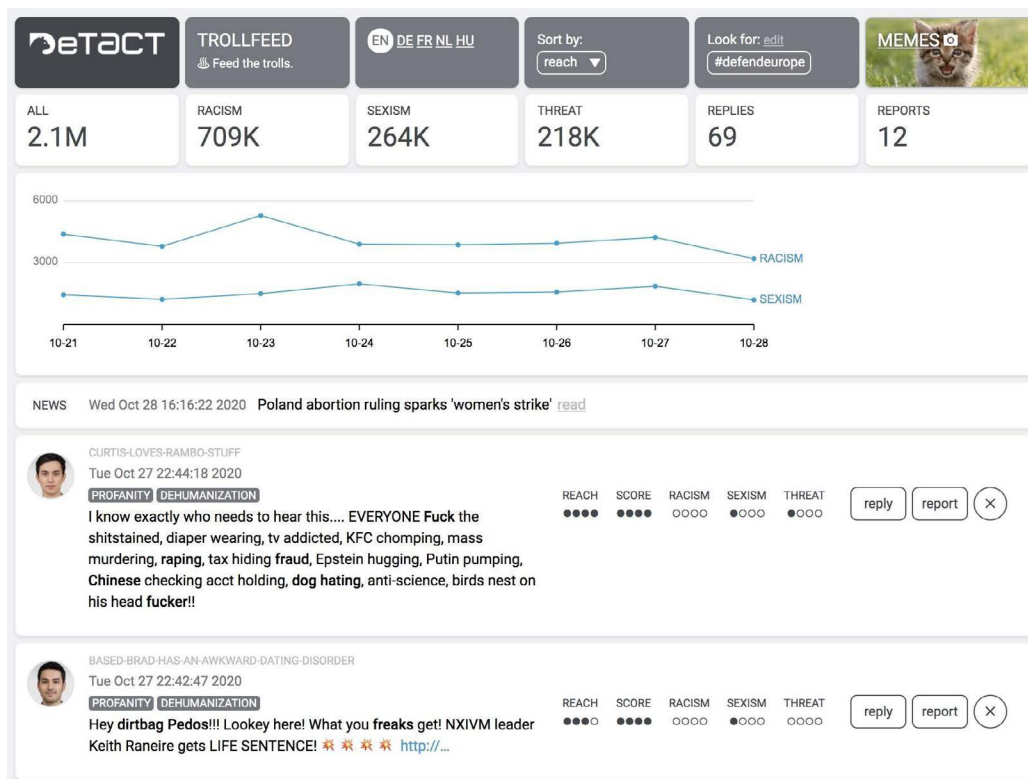 DeTACT
TROLLFEED
♨ Feed the trolls.
EN DE FR NL HU
Sort by:
reach ▼
Look for: edit
#defendeurope
MEMES
ALL
2.1M
RACISM
709K
SEXISM
264K
THREAT
218K
REPLIES
69
REPORTS
12
6000
3000
RACISM
SEXISM
10-21 10-22 10-23 10-24 10-25 10-26 10-27 10-28
NEWS Wed Oct 28 16:16:22 2020 Poland abortion ruling sparks 'women's strike' read
CURTIS-LOVES-RAMBO-STUFF
Tue Oct 27 22:44:18 2020
PROFANITY DEHUMANIZATION
I know exactly who needs to hear this.... EVERYONE Fuck the
shitstained, diaper wearing, tv addicted, KFC chomping, mass
murdering, raping, tax hiding fraud, Epstein hugging, Putin pumping,
Chinese checking acct holding, dog hating, anti-science, birds nest on
his head fucker!!
REACH SCORE RACISM SEXISM THREAT
reply report ×
BASED-BRAD-HAS-AN-AWKWARD-DATING-DISORDER
Tue Oct 27 22:42:47 2020
PROFANITY DEHUMANIZATION
Hey dirtbag Pedos!!! Lookey here! What you freaks get! NXIVM leader
Keith Raneire gets LIFE SENTENCE! 💥 💥 💥 💥 http://...
REACH SCORE RACISM SEXISM THREAT
reply report ×